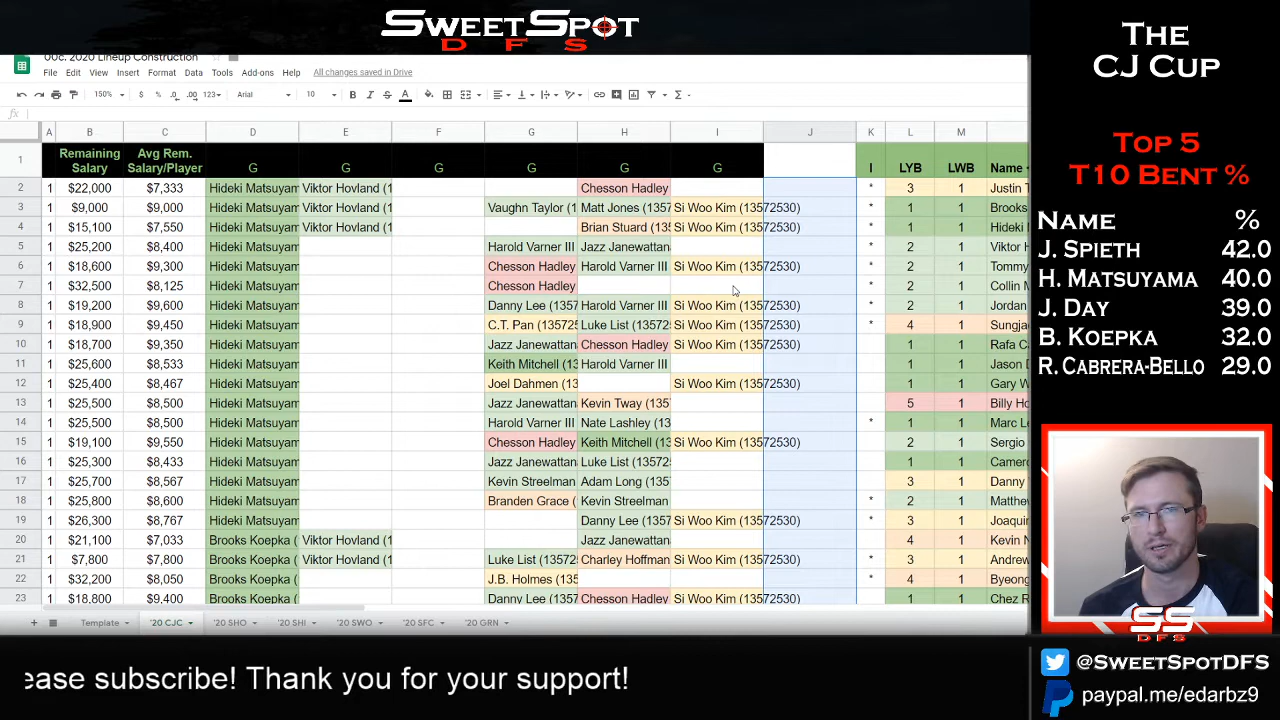 SweetSpot
DFS
00c. 2020 Lineup Construction
File Edit View Insert Format Data Tools Add-ons Help All changes saved in Drive
150% $ % .0 .00 123 Arial 10 B I S A
fx
A B C D E F G H I J K L M
1 Remaining Salary Avg Rem. Salary/Player G G G G G G I LYB LWB Name
2 1 $22,000 $7,333 Hideki Matsuyam Viktor Hovland (1 Chesson Hadley * 3 1 Justin T
3 1 $9,000 $9,000 Hideki Matsuyam Viktor Hovland (1 Vaughn Taylor (1 Matt Jones (1357 Si Woo Kim (13572530) * 1 1 Brooks
4 1 $15,100 $7,550 Hideki Matsuyam Viktor Hovland (1 Brian Stuard (135 Si Woo Kim (13572530) * 1 1 Hideki
5 1 $25,200 $8,400 Hideki Matsuyam Harold Varner III Jazz Janewattan * 2 1 Viktor
6 1 $18,600 $9,300 Hideki Matsuyam Chesson Hadley Harold Varner III Si Woo Kim (13572530) * 2 1 Tommy
7 1 $32,500 $8,125 Hideki Matsuyam Chesson Hadley * 2 1 Collin
8 1 $19,200 $9,600 Hideki Matsuyam Danny Lee (1357 Harold Varner III Si Woo Kim (13572530) * 2 1 Jordan
9 1 $18,900 $9,450 Hideki Matsuyam C.T. Pan (135725 Luke List (13572 Si Woo Kim (13572530) * 4 1 Sungja
10 1 $18,700 $9,350 Hideki Matsuyam Jazz Janewattan Chesson Hadley Si Woo Kim (13572530) 1 1 Rafa C
11 1 $25,600 $8,533 Hideki Matsuyam Keith Mitchell (13 Harold Varner III 1 1 Jason
12 1 $25,400 $8,467 Hideki Matsuyam Joel Dahmen (13 Si Woo Kim (13572530) 1 1 Gary W
13 1 $25,500 $8,500 Hideki Matsuyam Jazz Janewattan Kevin Tway (135 5 1 Billy Ho
14 1 $25,500 $8,500 Hideki Matsuyam Harold Varner III Nate Lashley (13 * 1 1 Marc Le
15 1 $19,100 $9,550 Hideki Matsuyam Chesson Hadley Keith Mitchell (13 Si Woo Kim (13572530) 2 1 Sergio
16 1 $25,300 $8,433 Hideki Matsuyam Jazz Janewattan Luke List (13572 1 1 Camero
17 1 $25,700 $8,567 Hideki Matsuyam Kevin Streelman Adam Long (1357 3 1 Danny
18 1 $25,800 $8,600 Hideki Matsuyam Branden Grace ( Kevin Streelman * 2 1 Matthe
19 1 $26,300 $8,767 Hideki Matsuyam Danny Lee (1357 Si Woo Kim (13572530) * 3 1 Joaqui
20 1 $21,100 $7,033 Brooks Koepka ( Viktor Hovland (1 Jazz Janewattan 4 1 Kevin N
21 1 $7,800 $7,800 Brooks Koepka ( Viktor Hovland (1 Luke List (13572 Charley Hoffman Si Woo Kim (13572530) * 3 1 Andrew
22 1 $32,200 $8,050 Brooks Koepka ( J.B. Holmes (135 * 4 1 Byeong
23 1 $18,800 $9,400 Brooks Koepka ( Danny Lee (1357 Chesson Hadley Si Woo Kim (13572530) 1 1 Chez R
Template '20 CJC '20 SHO '20 SHI '20 SWO '20 SFC '20 GRN
ease subscribe! Thank you for your support!
The
CJ Cup
Top 5
T10 Bent %
Name %
J. Spieth 42.0
H. Matsuyama 40.0
J. Day 39.0
B. Koepka 32.0
R. Cabrera-Bello 29.0
SS
DFS
@SweetSpotDFS
paypal.me/edarbz9